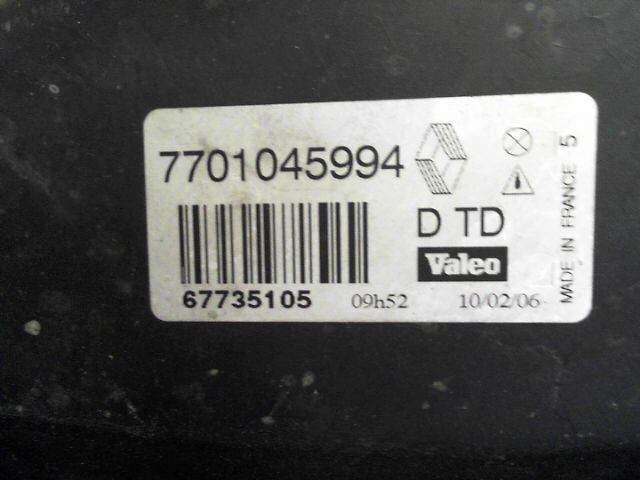 7701045994
D TD
Valeo
67735105 09h52 10/02/06
MADE IN FRANCE 5